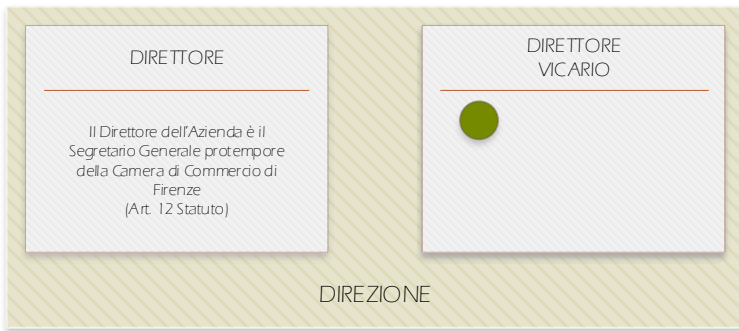 DIRETTORE
Il Direttore dell'Azienda è il
Segretario Generale protempore
della Camera di Commercio di
Firenze
(Art. 12 Statuto)
DIRETTORE
VICARIO
DIREZIONE